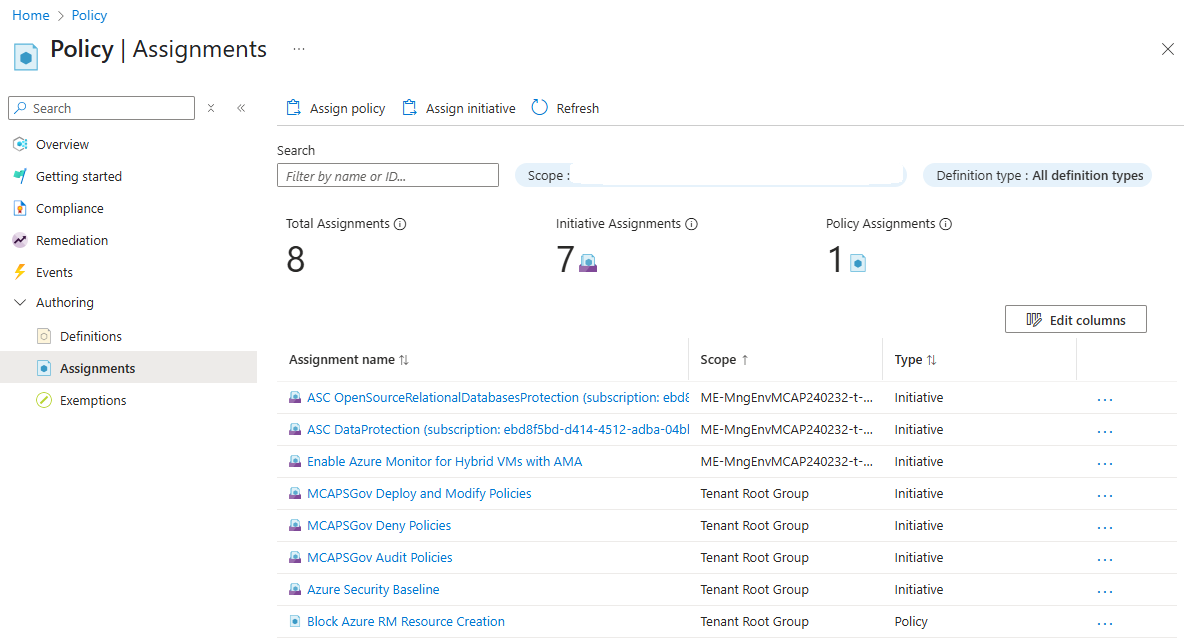 Home > Policy
Policy | Assignments ...
Search
Overview
Getting started
Compliance
Remediation
Events
Authoring
Definitions
Assignments
Exemptions
Assign policy Assign initiative Refresh
Search
Filter by name or ID... Scope : Definition type : All definition types
Total Assignments Initiative Assignments Policy Assignments
8 7 1
Edit columns
Assignment name Scope Type
ASC OpenSourceRelationalDatabasesProtection (subscription: ebd8 ME-MngEnvMCAP240232-t-... Initiative ...
ASC DataProtection (subscription: ebd8f5bd-d414-4512-adba-04bl ME-MngEnvMCAP240232-t-... Initiative ...
Enable Azure Monitor for Hybrid VMs with AMA ME-MngEnvMCAP240232-t-... Initiative ...
MCAPSGov Deploy and Modify Policies Tenant Root Group Initiative ...
MCAPSGov Deny Policies Tenant Root Group Initiative ...
MCAPSGov Audit Policies Tenant Root Group Initiative ...
Azure Security Baseline Tenant Root Group Initiative ...
Block Azure RM Resource Creation Tenant Root Group Policy ...